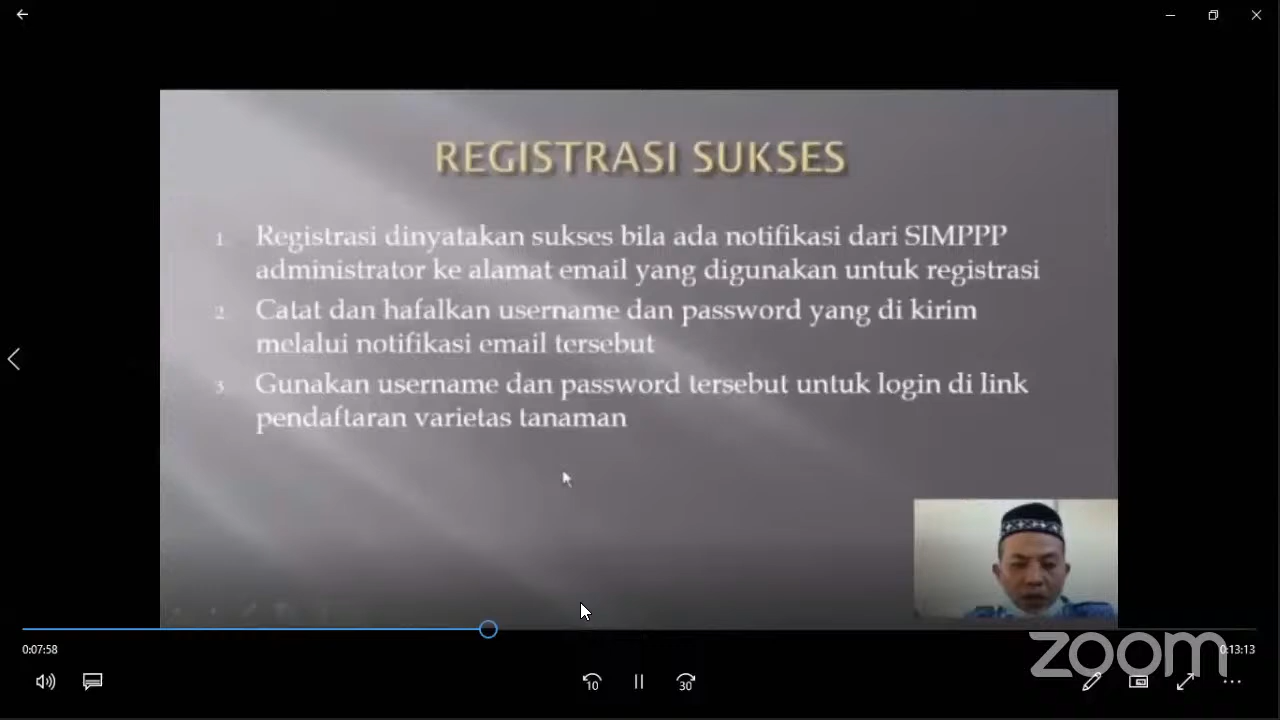 REGISTRASI SUKSES
1. Registrasi dinyatakan sukses bila ada notifikasi dari SIMPPP
administrator ke alamat email yang digunakan untuk registrasi
2. Catat dan hafalkan username dan password yang di kirim
melalui notifikasi email tersebut
3. Gunakan username dan password tersebut untuk login di link
pendaftaran varietas tanaman
0:07:58
0:13:13
zoom
10
30